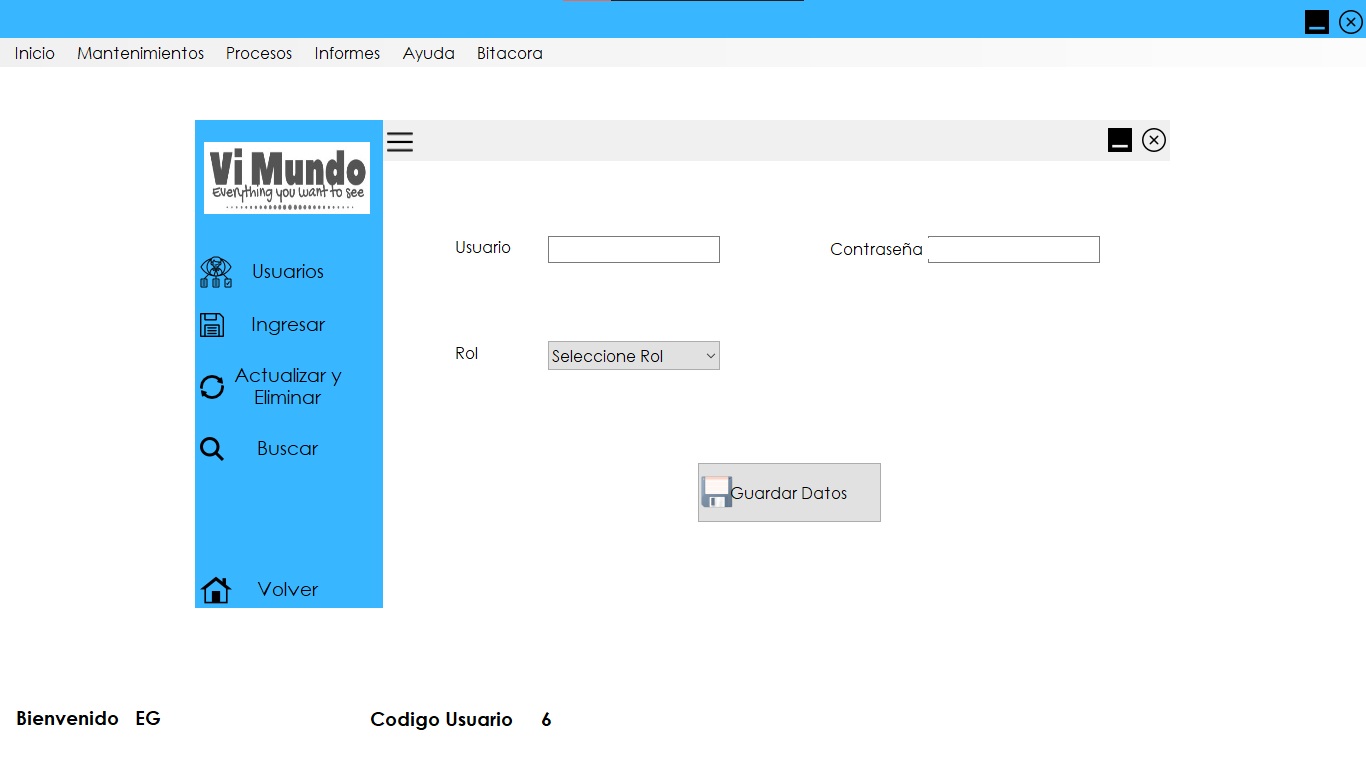 Inicio Mantenimientos Procesos Informes Ayuda Bitacora
Vi Mundo
Everything you want to see
Usuarios
Ingresar
Actualizar y
Eliminar
Buscar
Volver
Usuario
Contraseña
Rol
Seleccione Rol
Guardar Datos
Bienvenido EG
Codigo Usuario 6